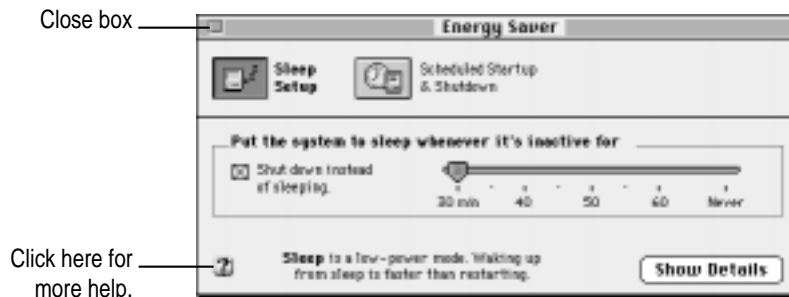 Close box
Energy Saver
Sleep
Setup
Scheduled Startup
& Shutdown
Put the system to sleep whenever it's inactive for
Shut down instead
of sleeping.
30 min 40 50 60 Never
Click here for
more help.
?
Sleep is a low-power mode. Waking up
from sleep is faster than restarting.
Show Details